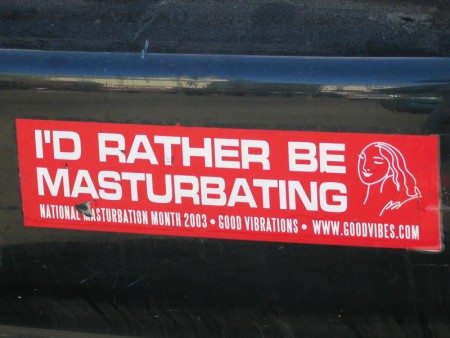 I'D RATHER BE
MASTURBATING
NATIONAL MASTURBATION MONTH 2003 • GOOD VIBRATIONS • WWW.GOODVIBES.COM